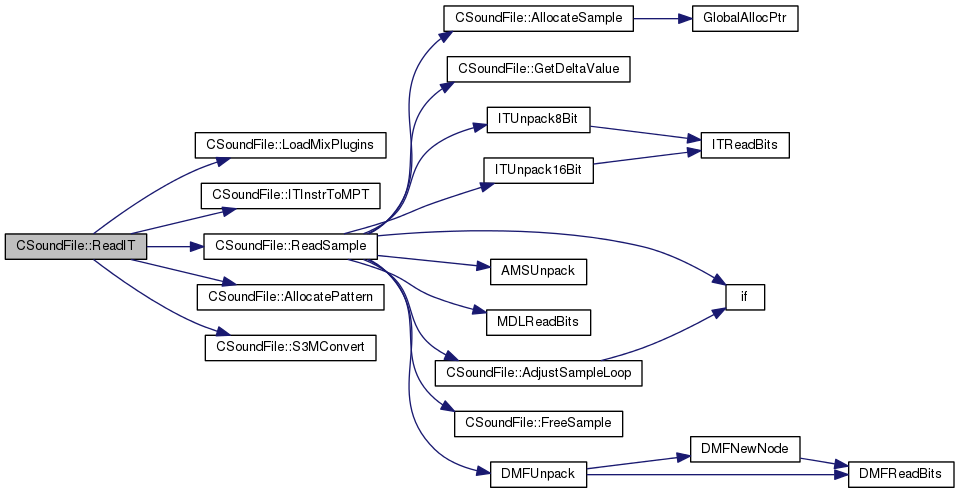 CSoundFile::AllocateSample
GlobalAllocPtr
CSoundFile::GetDeltaValue
ITUnpack8Bit
CSoundFile::LoadMixPlugins
ITReadBits
ITUnpack16Bit
CSoundFile::ITInstrToMPT
CSoundFile::ReadIT
CSoundFile::ReadSample
AMSUnpack
CSoundFile::AllocatePattern
if
MDLReadBits
CSoundFile::S3MConvert
CSoundFile::AdjustSampleLoop
CSoundFile::FreeSample
DMFNewNode
DMFUnpack
DMFReadBits